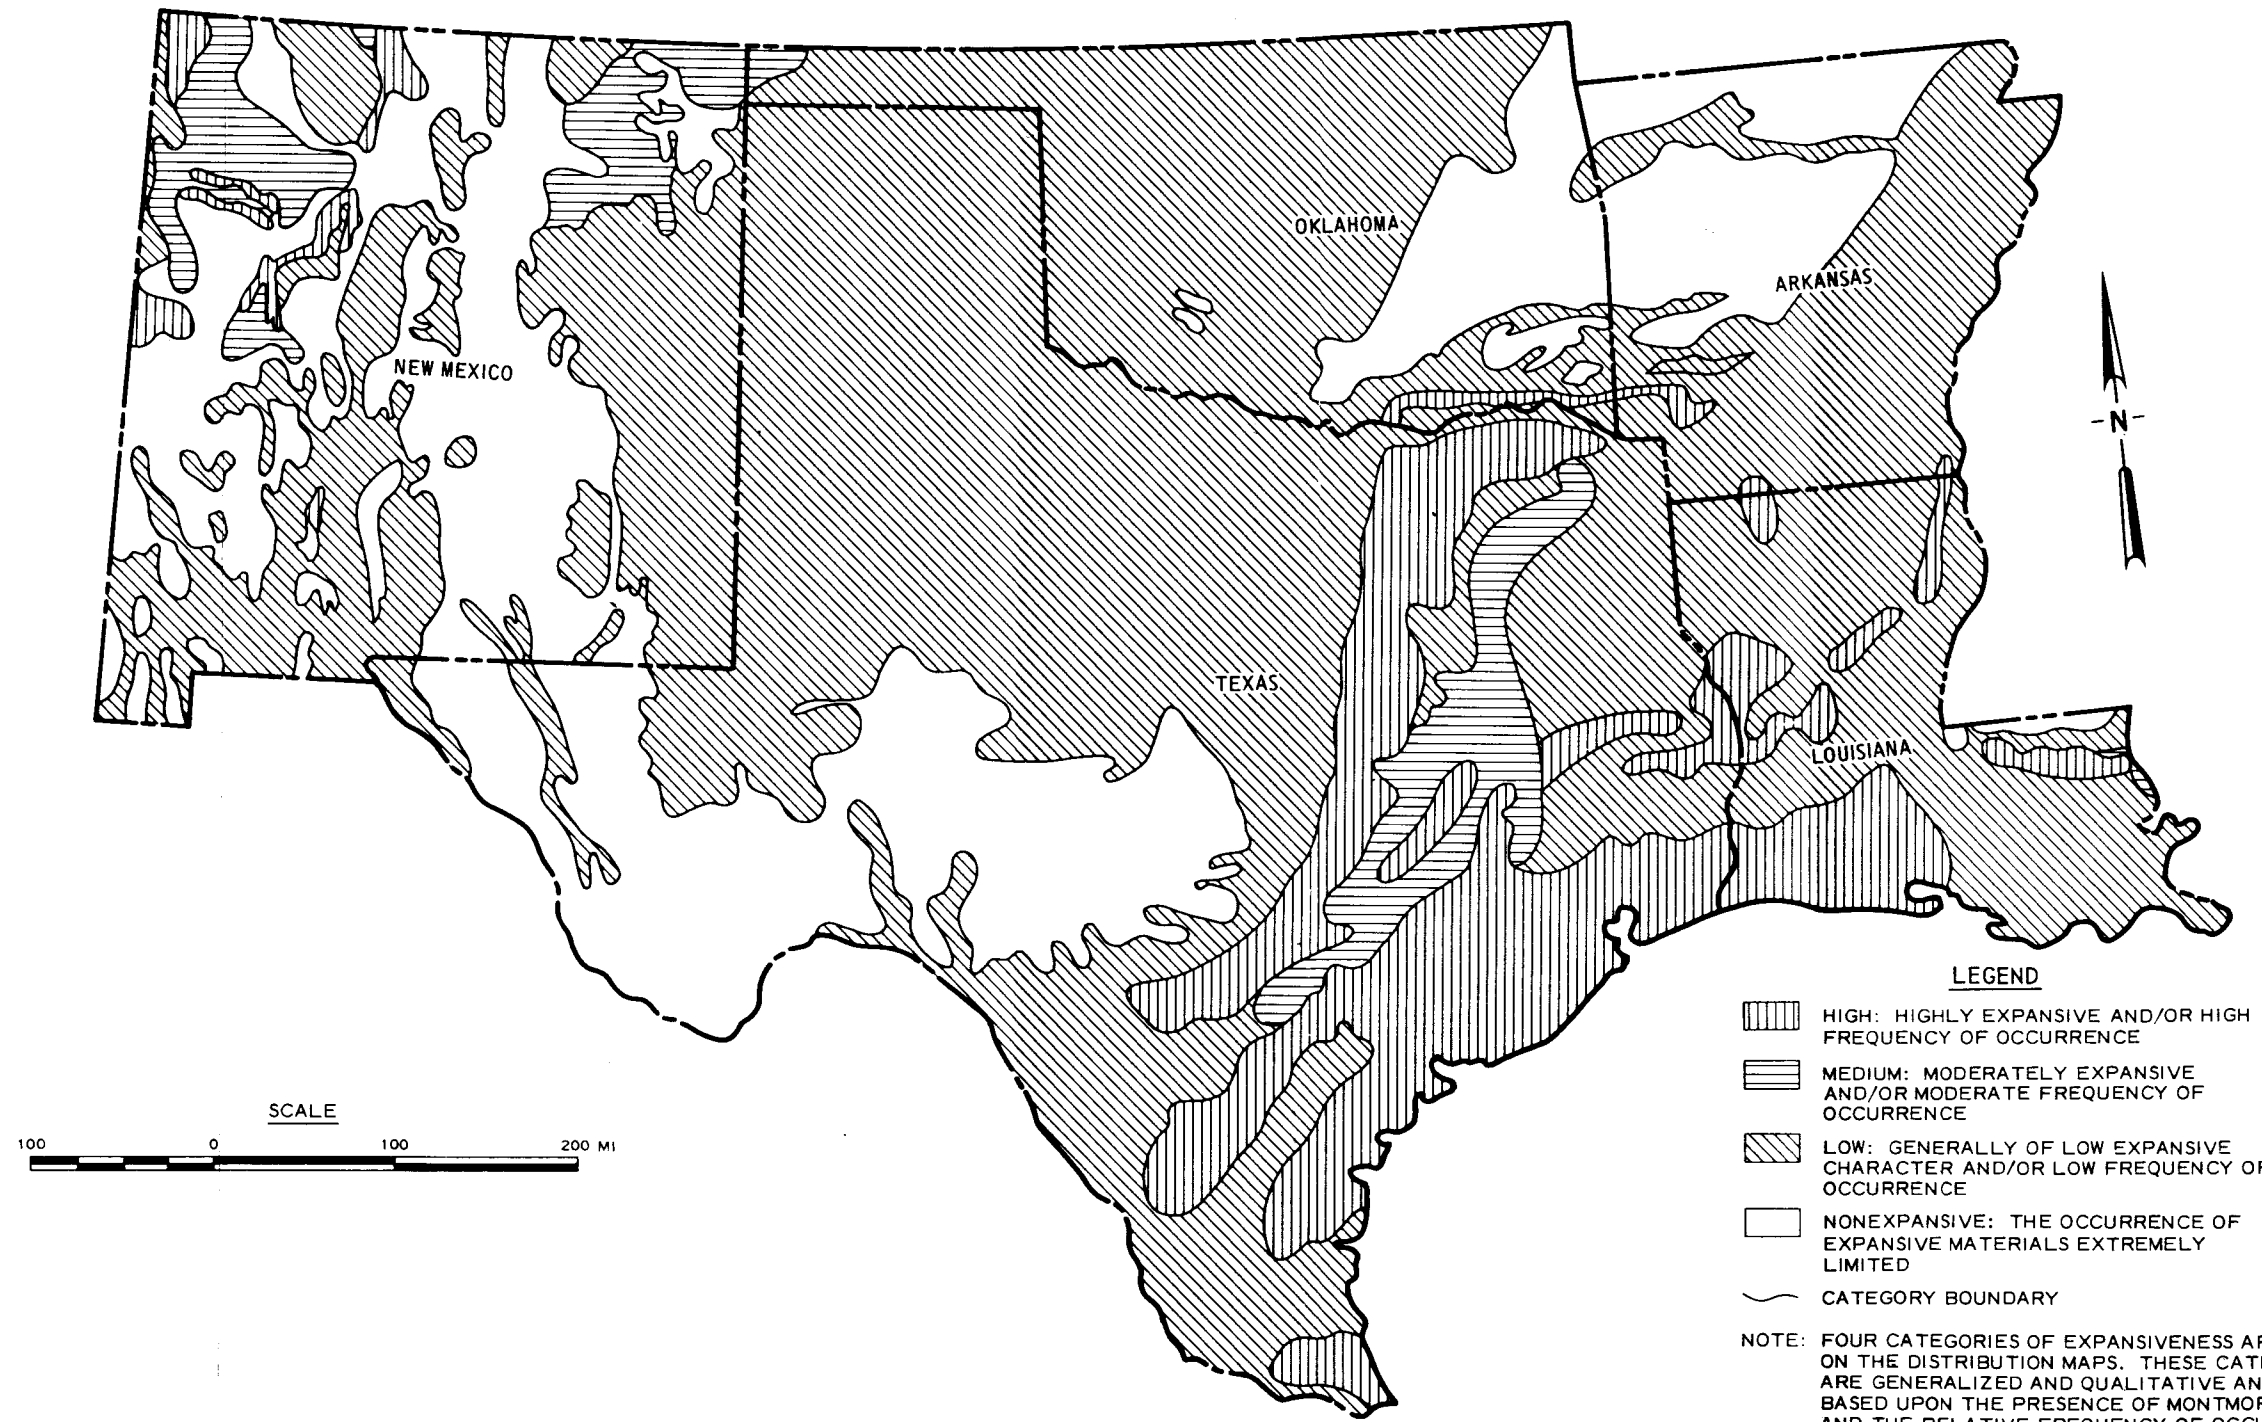 OKLAHOMA
ARKANSAS
N
NEW MEXICO
TEXAS
LOUISIANA
LEGEND
HIGH: HIGHLY EXPANSIVE AND/OR HIGH
FREQUENCY OF OCCURRENCE
MEDIUM: MODERATELY EXPANSIVE
AND/OR MODERATE FREQUENCY OF
OCCURRENCE
LOW: GENERALLY OF LOW EXPANSIVE
CHARACTER AND/OR LOW FREQUENCY OF
OCCURRENCE
NONEXPANSIVE: THE OCCURRENCE OF
EXPANSIVE MATERIALS EXTREMELY
LIMITED
CATEGORY BOUNDARY
NOTE: FOUR CATEGORIES OF EXPANSIVENESS
ON THE DISTRIBUTION MAPS. THESE
ARE GENERALIZED AND QUALITATIVE
BASED UPON THE PRESENCE OF
SCALE
100 0 100 200 MI